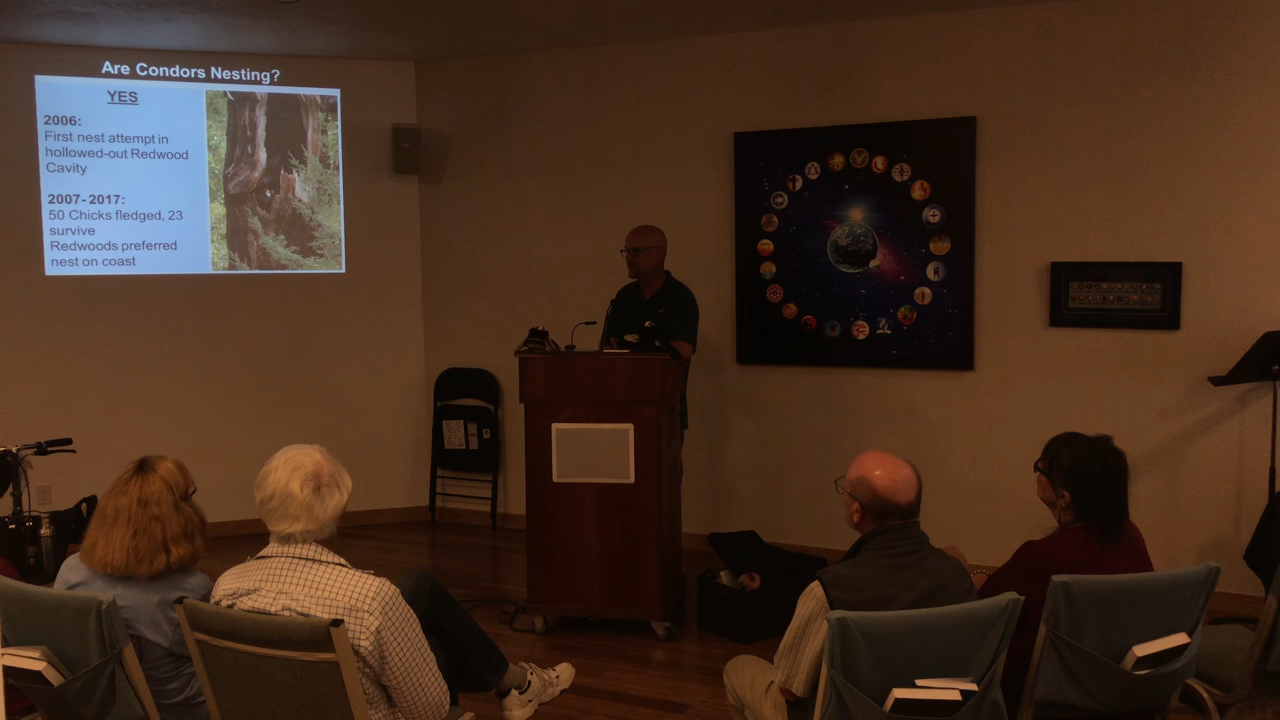 Are Condors Nesting?
YES
2006:
First nest attempt in
hollowed-out Redwood
Cavity
2007- 2017:
50 Chicks fledged, 23
survive
Redwoods preferred
nest on coast